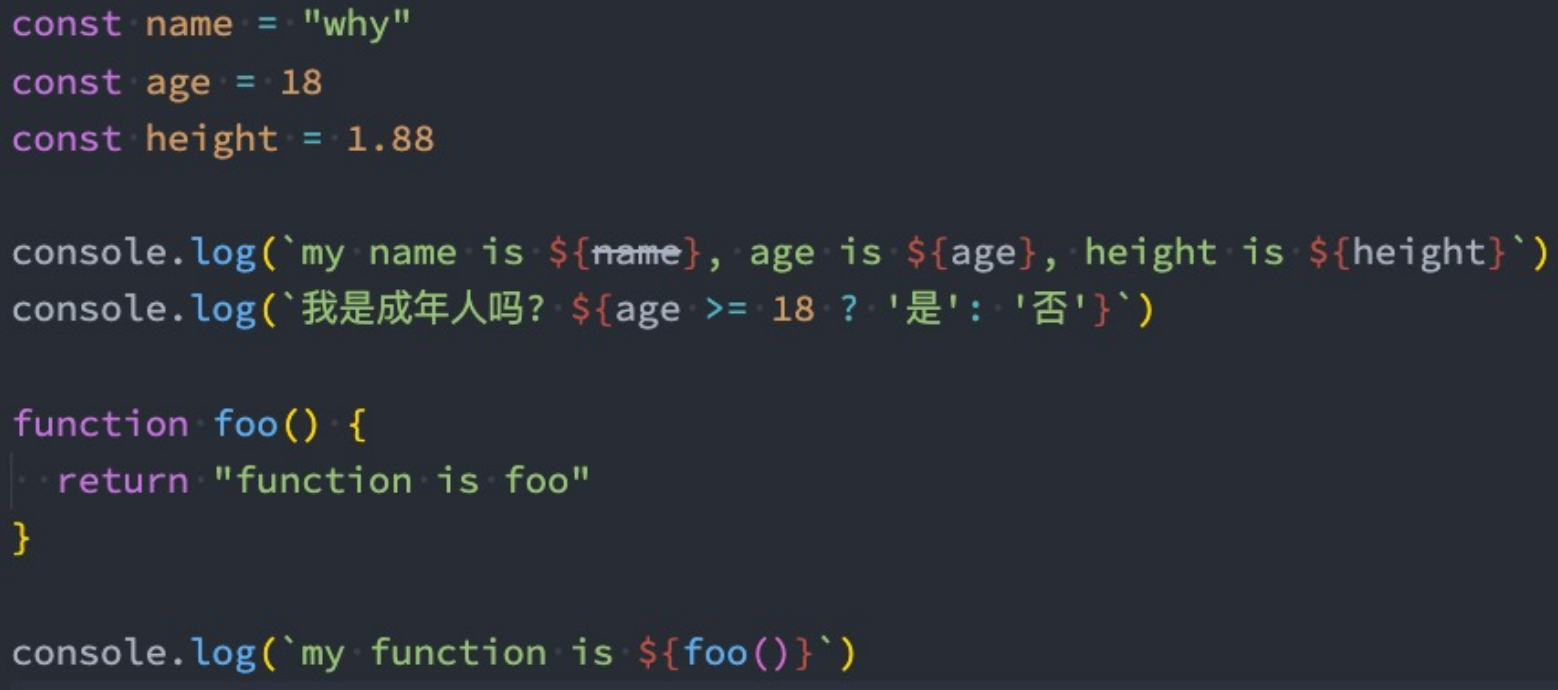 const name = "why"
const age = 18
const height = 1.88
console.log(`my name is ${name}, age is ${age}, height is ${height}`)
console.log(`我是成年人吗? ${age >= 18 ? '是': '否'}`)
function foo() {
  return "function is foo"
}
console.log(`my function is ${foo()}`)